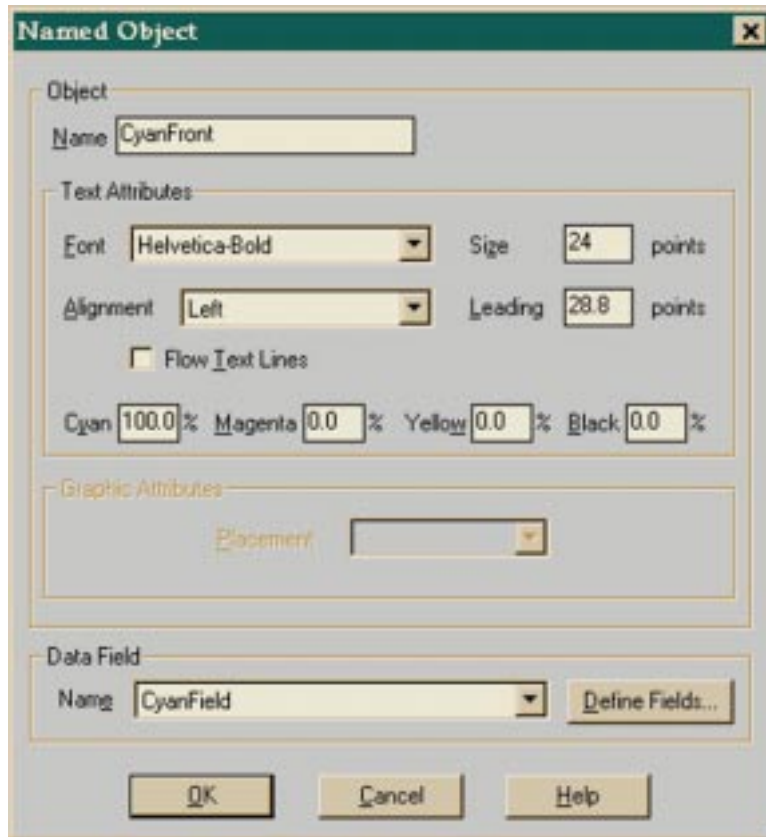 Named Object
Object
Name CyanFront
Text Attributes
Font Helvetica-Bold Size 24 points
Alignment Left Leading 28.8 points
Flow Text Lines
Cyan 100.0 % Magenta 0.0 % Yellow 0.0 % Black 0.0 %
Graphic Attributes
Placement
Data Field
Name CyanField Define Fields...
OK Cancel Help